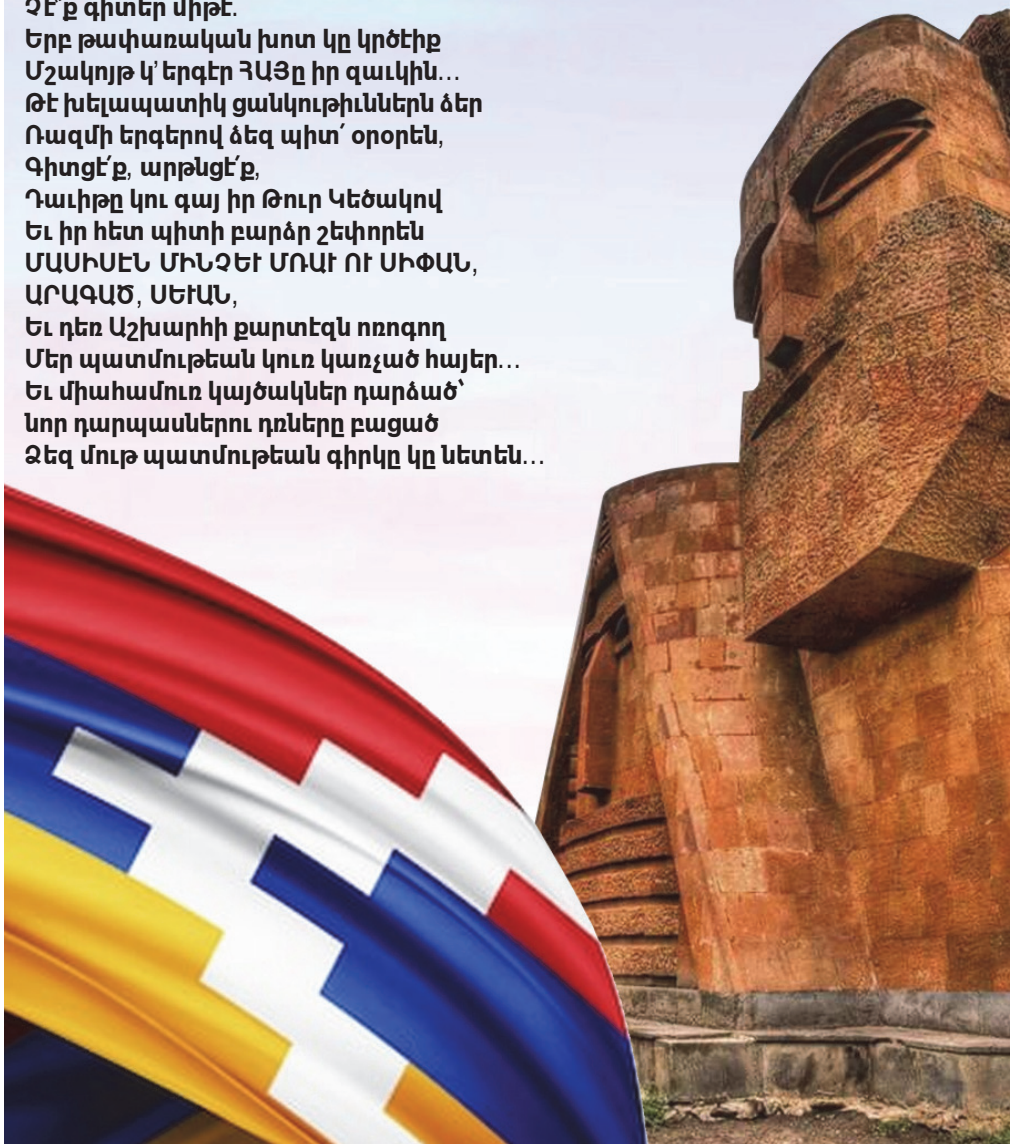 Չէ՛ք գիտեր միթէ.
Երբ թափառական խոտ կը կրծէիք
Մշակոյթ կ’ երգէր ՀԱՅը իր զաւկին...
Թէ խելապատիկ ցանկութիւններն ձեր
Ռազմի երգերով ձեզ պիտ՛ օրօրեն,
Գիտցէ՛ք, արթնցէ՛ք,
Դաւիթը կու գայ իր Թուր Կեծակով
Եւ իր հետ պիտի բարձր շեփորեն
ՄԱՍԻՍԷՆ ՄԻՆՉԵՒ ՄՌԱՒ ՈՒ ՍԻՓԱՆ,
ԱՐԱԳԱԾ, ՍԵՒԱՆ,
Եւ դեռ Աշխարհի քարտէզն ոռոգող
Մեր պատմութեան կուռ կառչած հայեր...
Եւ միահամուռ կայծակներ դարձած՝
նոր դարպասներու դռները բացած
Ձեզ մութ պատմութեան գիրկը կը նետեն...